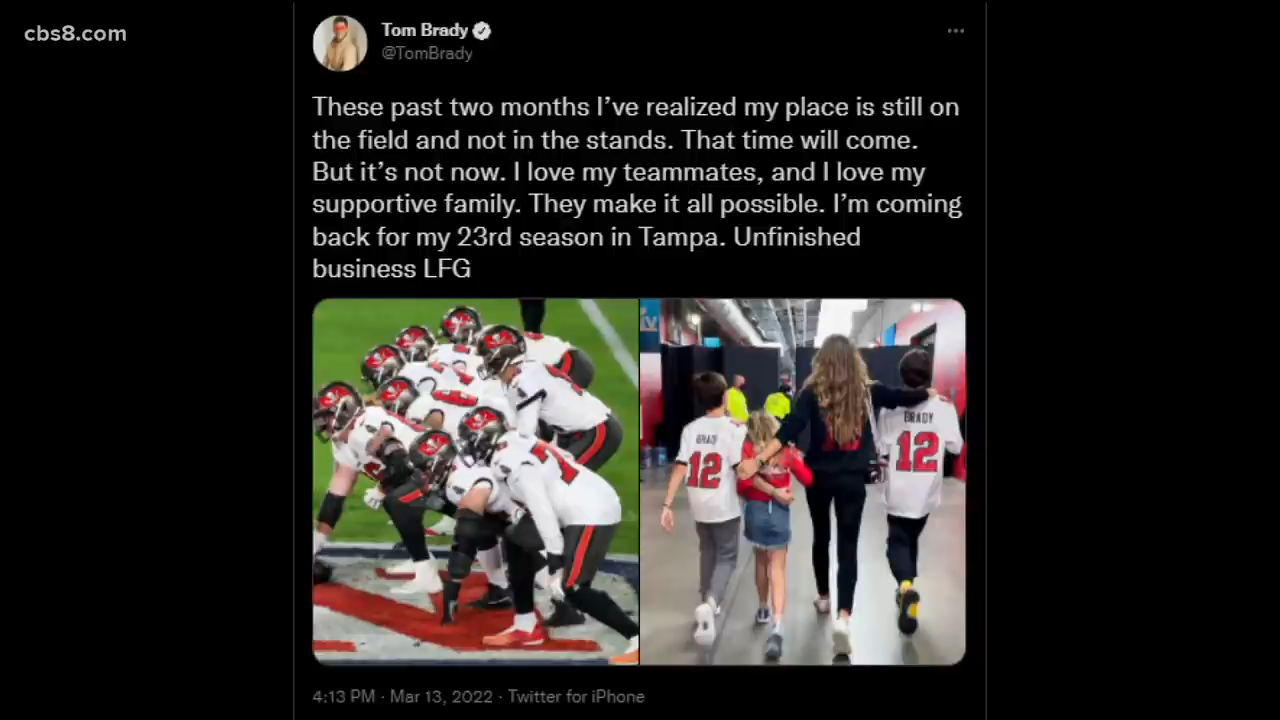 cbs8.com
Tom Brady
@TomBrady
These past two months I’ve realized my place is still on
the field and not in the stands. That time will come.
But it’s not now. I love my teammates, and I love my
supportive family. They make it all possible. I’m coming
back for my 23rd season in Tampa. Unfinished
business LFG
LV
BRADY
12
BRADY
12
4:13 PM · Mar 13, 2022 · Twitter for iPhone